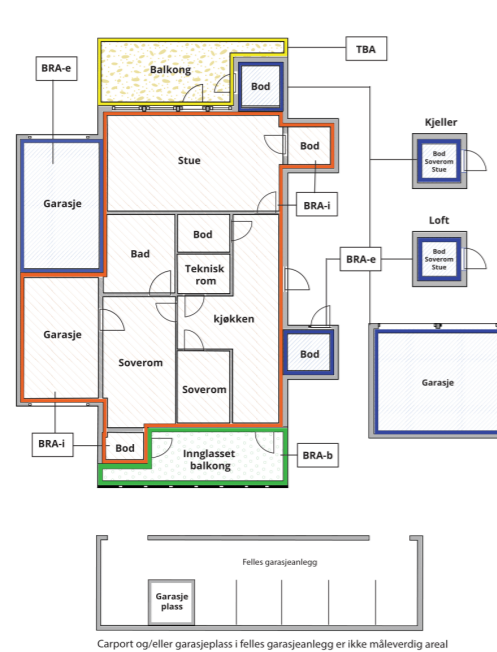 TBA
Balkong
BRA-e
Bod
Kjeller
Bod
Soverom
Stue
Stue
Bod
BRA-i
Garasje
Loft
Bod
Soverom
Stue
Bod
Bad
Teknisk
rom
BRA-e
kjøkken
Garasje
Soverom
Bod
Garasje
Soverom
BRA-i
Bod
Innglasset
balkong
BRA-b
Felles garasjeanlegg
Garasje
plass
Carport og/eller garasjeplass i felles garasjeanlegg er ikke måleverdig areal